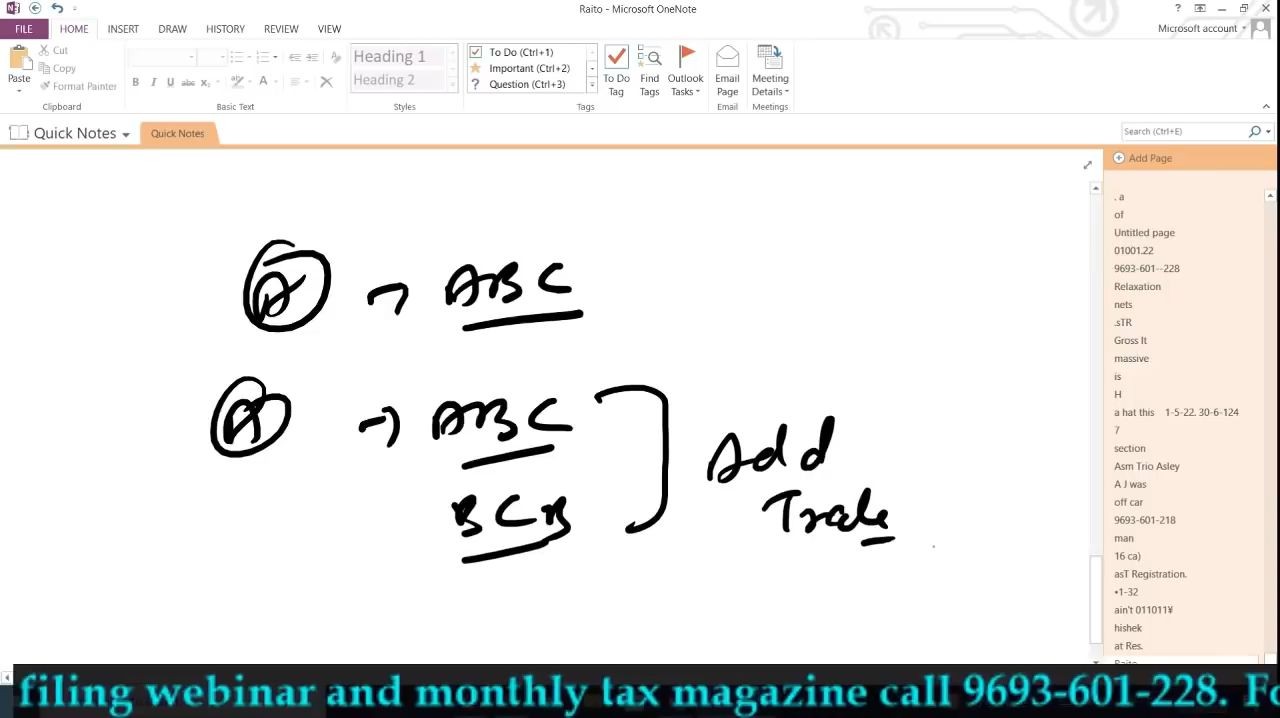 Raito - Microsoft OneNote
?
FILE
HOME
INSERT
DRAW
HISTORY
REVIEW
VIEW
Microsoft account
Paste
Cut
Copy
Format Painter
Clipboard
B I U abc x₂ A
Basic Text
Heading 1
Heading 2
Styles
To Do (Ctrl+1)
Important (Ctrl+2)
? Question (Ctrl+3)
Tags
To Do
Tag
Find
Tags
Outlook
Tasks
Email
Page
Email
Meeting
Details
Meetings
Quick Notes
Quick Notes
Search (Ctrl+E)
Add Page
. a
of
Untitled page
01001.22
9693-601--228
Relaxation
nets
.sTR
Gross It
massive
is
H
a hat this 1-5-22. 30-6-124
7
section
Asm Trio Asley
A J was
off car
9693-601-218
man
16 ca)
asT Registration.
•1-32
ain't 011011¥
hishek
at Res.
Raito
A → ABC
A → ABC
BCB
Add
Trade
filing webinar and monthly tax magazine call 9693-601-228. Fo